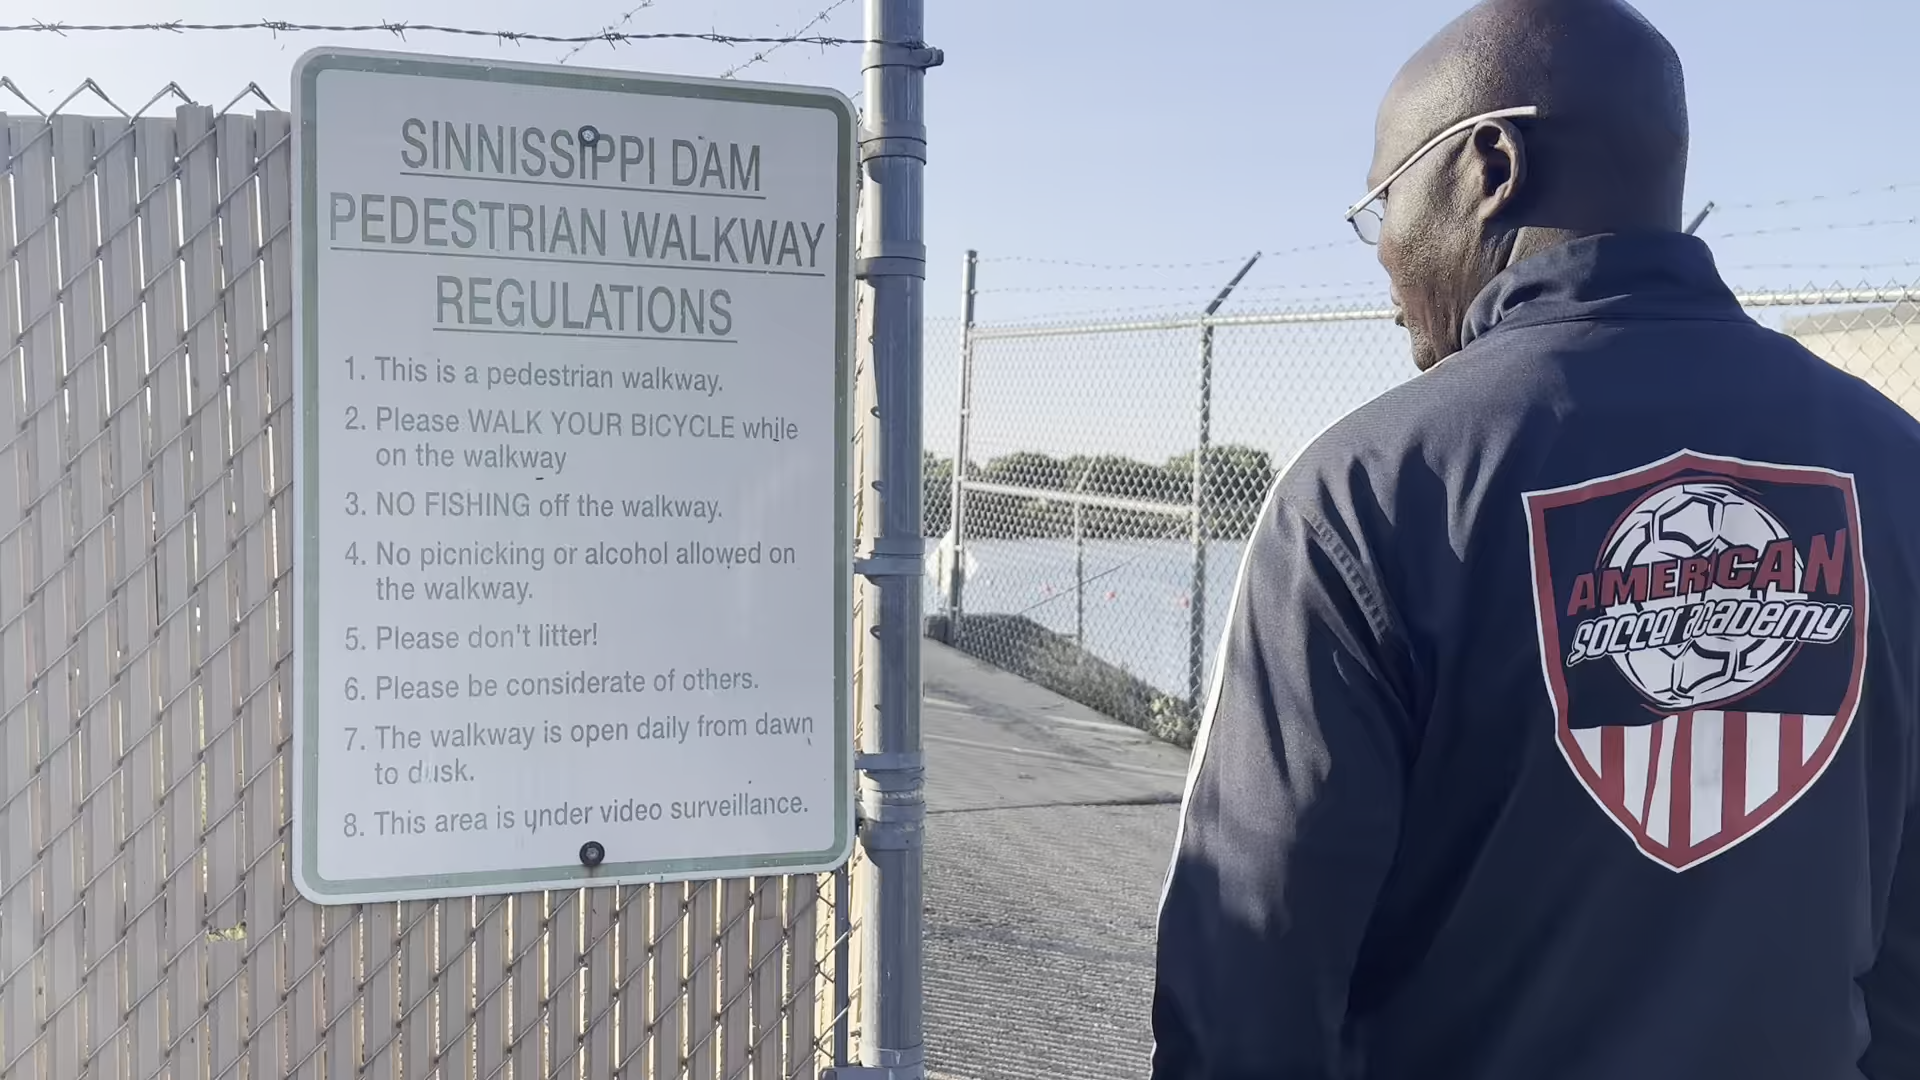 SINNISSIPPI DAM
PEDESTRIAN WALKWAY
REGULATIONS
1. This is a pedestrian walkway.
2. Please WALK YOUR BICYCLE while
on the walkway
3. NO FISHING off the walkway.
4. No picnicking or alcohol allowed on
the walkway.
5. Please don't litter!
6. Please be considerate of others.
7. The walkway is open daily from dawn
to dusk.
8. This area is under video surveillance.
AMERICAN
SOCCER ACADEMY